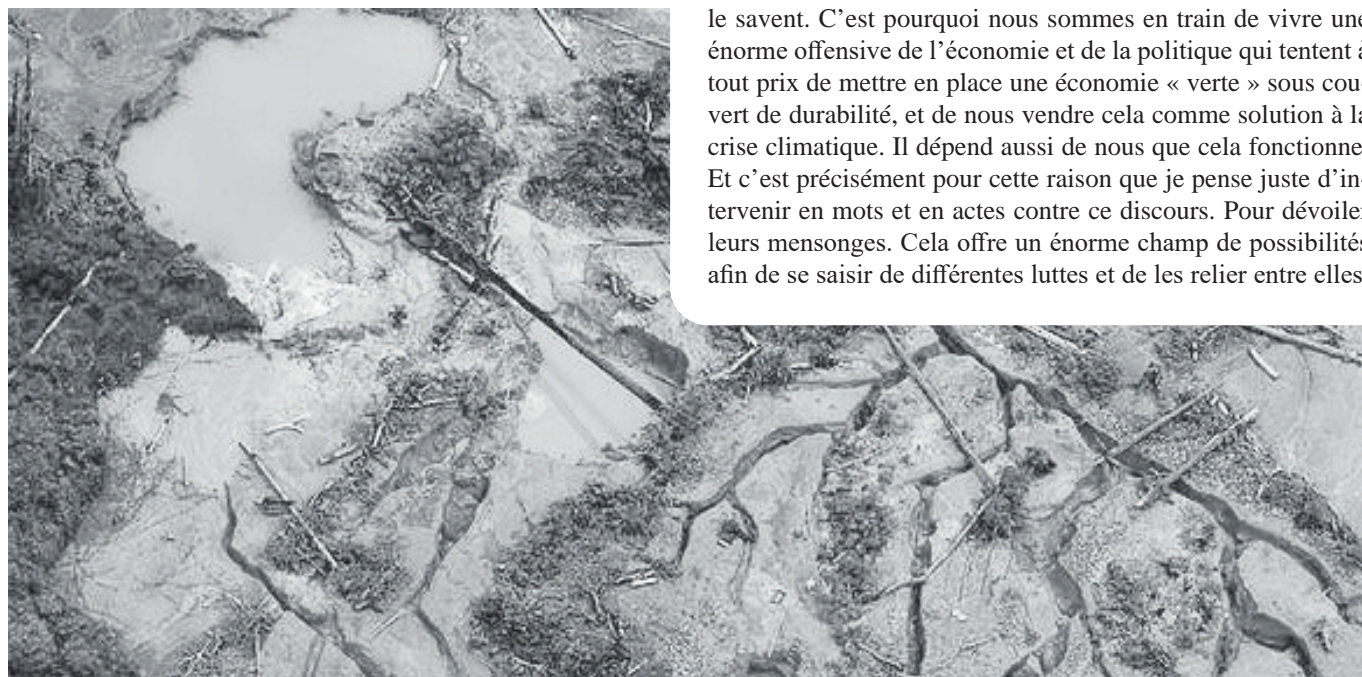 le savent. C’est pourquoi nous sommes en train de vivre une
énorme offensive de l’économie et de la politique qui tentent à
tout prix de mettre en place une économie « verte » sous cou-
vert de durabilité, et de nous vendre cela comme solution à la
crise climatique. Il dépend aussi de nous que cela fonctionne
Et c’est précisément pour cette raison que je pense juste d’in-
tervenir en mots et en actes contre ce discours. Pour dévoiler
leurs mensonges. Cela offre un énorme champ de possibilités
afin de se saisir de différentes luttes et de les relier entre elles